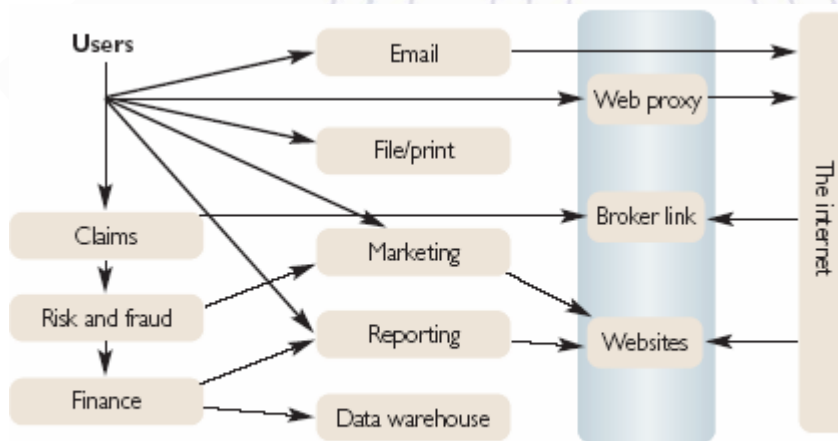 Users
Email
Web proxy
File/print
Claims
Broker link
Marketing
Risk and fraud
Reporting
Websites
Finance
Data warehouse
The internet